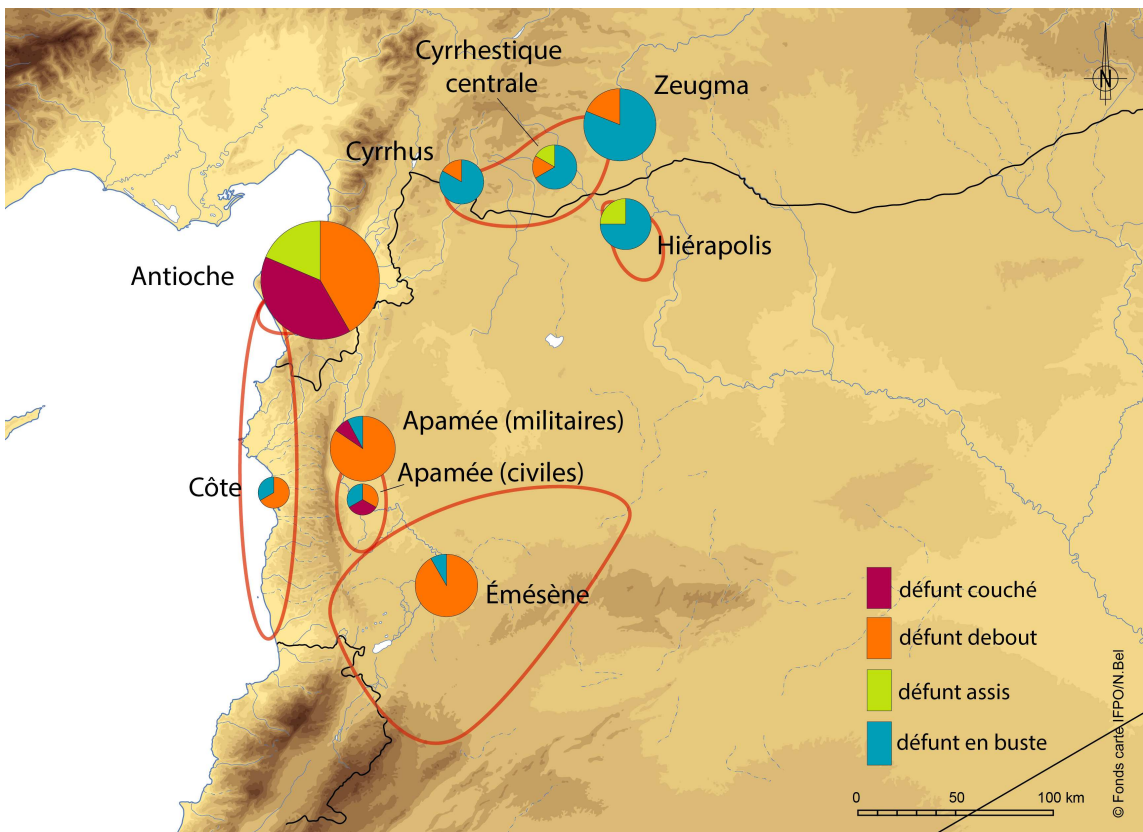 Cyrrhestique
centrale
Zeugma
Cyrrhus
N
Hiérapolis
Antioche
Apamée (militaires)
Apamée (civiles)
Côte
Émésène
défunt couché
défunt debout
défunt assis
défunt en buste
0 50 100 km
© Fonds carte IFPO/N.Bel